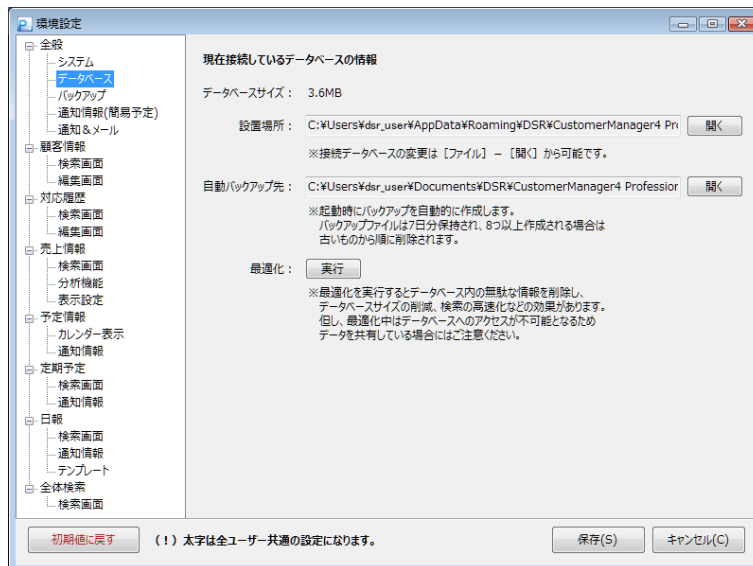 環境設定
全般
システム
データベース
バックアップ
通知情報(簡易予定)
通知&メール
顧客情報
検索画面
編集画面
対応履歴
検索画面
編集画面
売上情報
検索画面
分析機能
表示設定
予定情報
カレンダー表示
通知情報
定期予定
検索画面
通知情報
日報
検索画面
通知情報
テンプレート
全体検索
検索画面
現在接続しているデータベースの情報
データベースサイズ： 3.6MB
設置場所： C:¥Users¥dsr_user¥AppData¥Roaming¥DSR¥CustomerManager4 Pr 開く
※接続データベースの変更は［ファイル］－［開く］から可能です。
自動バックアップ先： C:¥Users¥dsr_user¥Documents¥DSR¥CustomerManager4 Professior 開く
※起動時にバックアップを自動的に作成します。
バックアップファイルは7日分保持され、8つ以上作成される場合は
古いものから順に削除されます。
最適化： 実行
※最適化を実行するとデータベース内の無駄な情報を削除し、
データベースサイズの削減、検索の高速化などの効果があります。
但し、最適化中はデータベースへのアクセスが不可能となるため
データを共有している場合にはご注意ください。
初期値に戻す （！）太字は全ユーザー共通の設定になります。 保存(S) キャンセル(C)